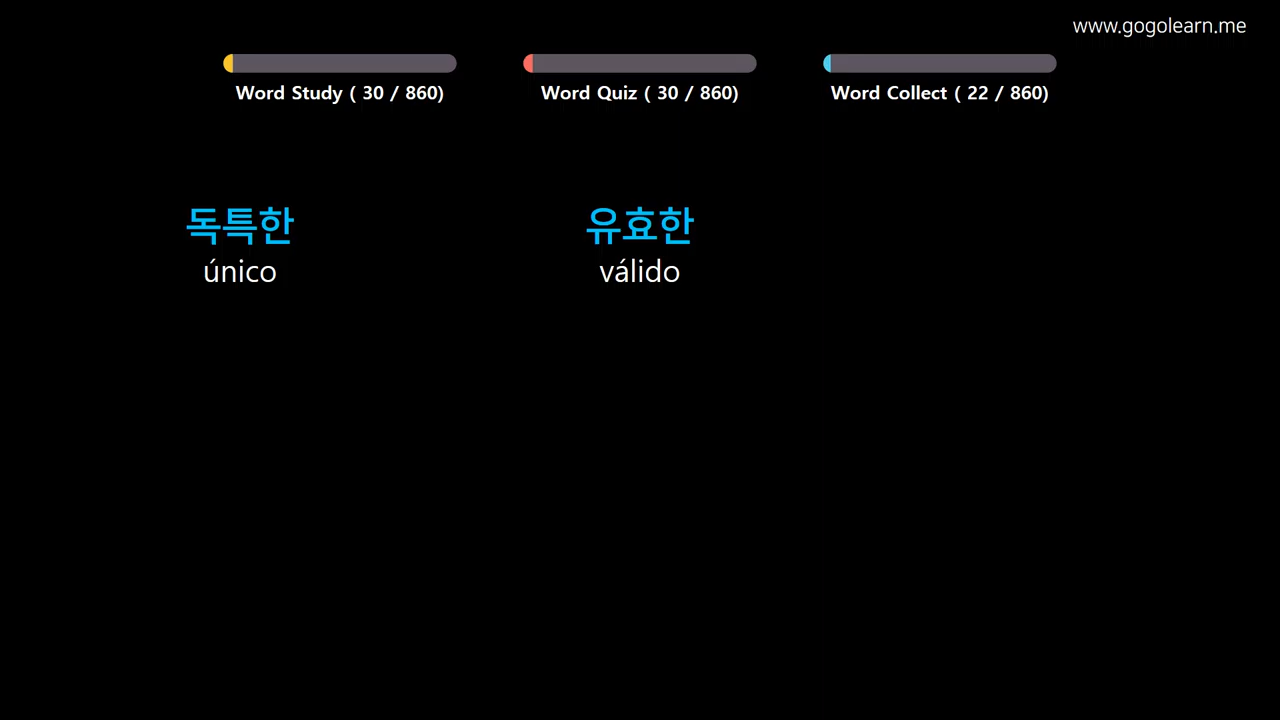 www.gogolearn.me
Word Study ( 30 / 860)
Word Quiz ( 30 / 860)
Word Collect ( 22 / 860)
독특한
único
유효한
válido